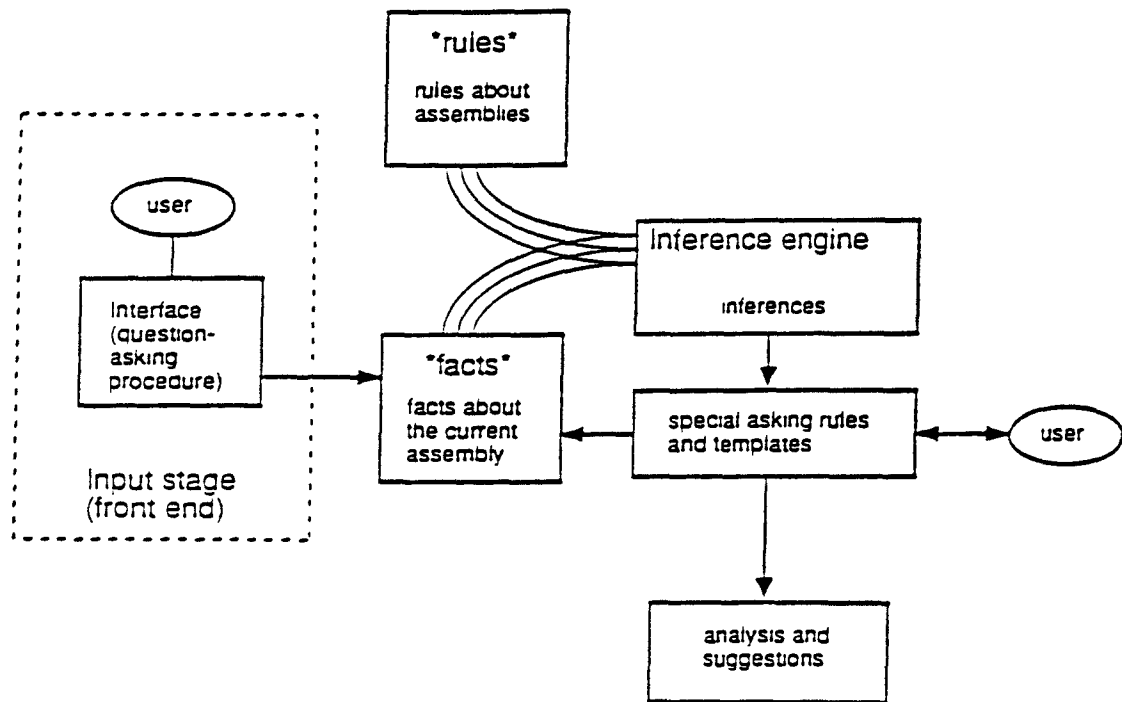 *rules*
rules about
assemblies
user
Interface
(question-
asking
procedure)
Input stage
(front end)
*facts*
facts about
the current
assembly
Inference engine
inferences
special asking rules
and templates
user
analysis and
suggestions